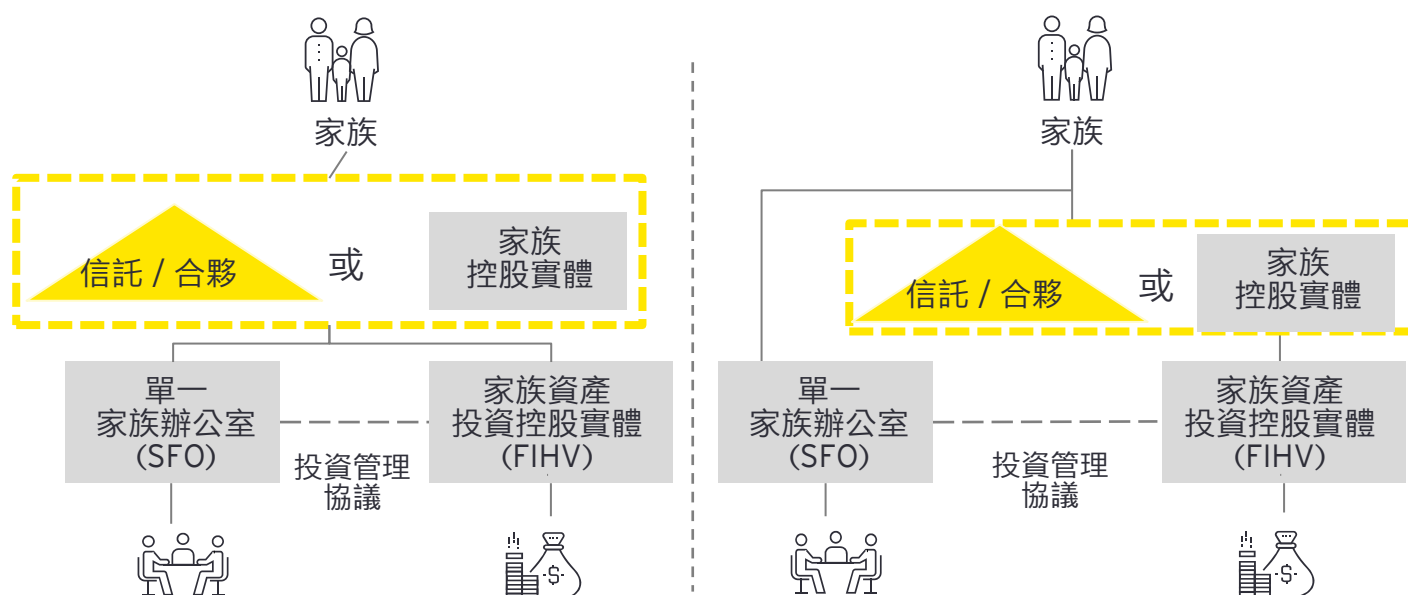 家族
信託 / 合夥
或
家族
控股實體
單一
家族辦公室
(SFO)
投資管理
協議
家族資產
投資控股實體
(FIHV)
$
家族
信託 / 合夥
或
家族
控股實體
單一
家族辦公室
(SFO)
投資管理
協議
家族資產
投資控股實體
(FIHV)
$